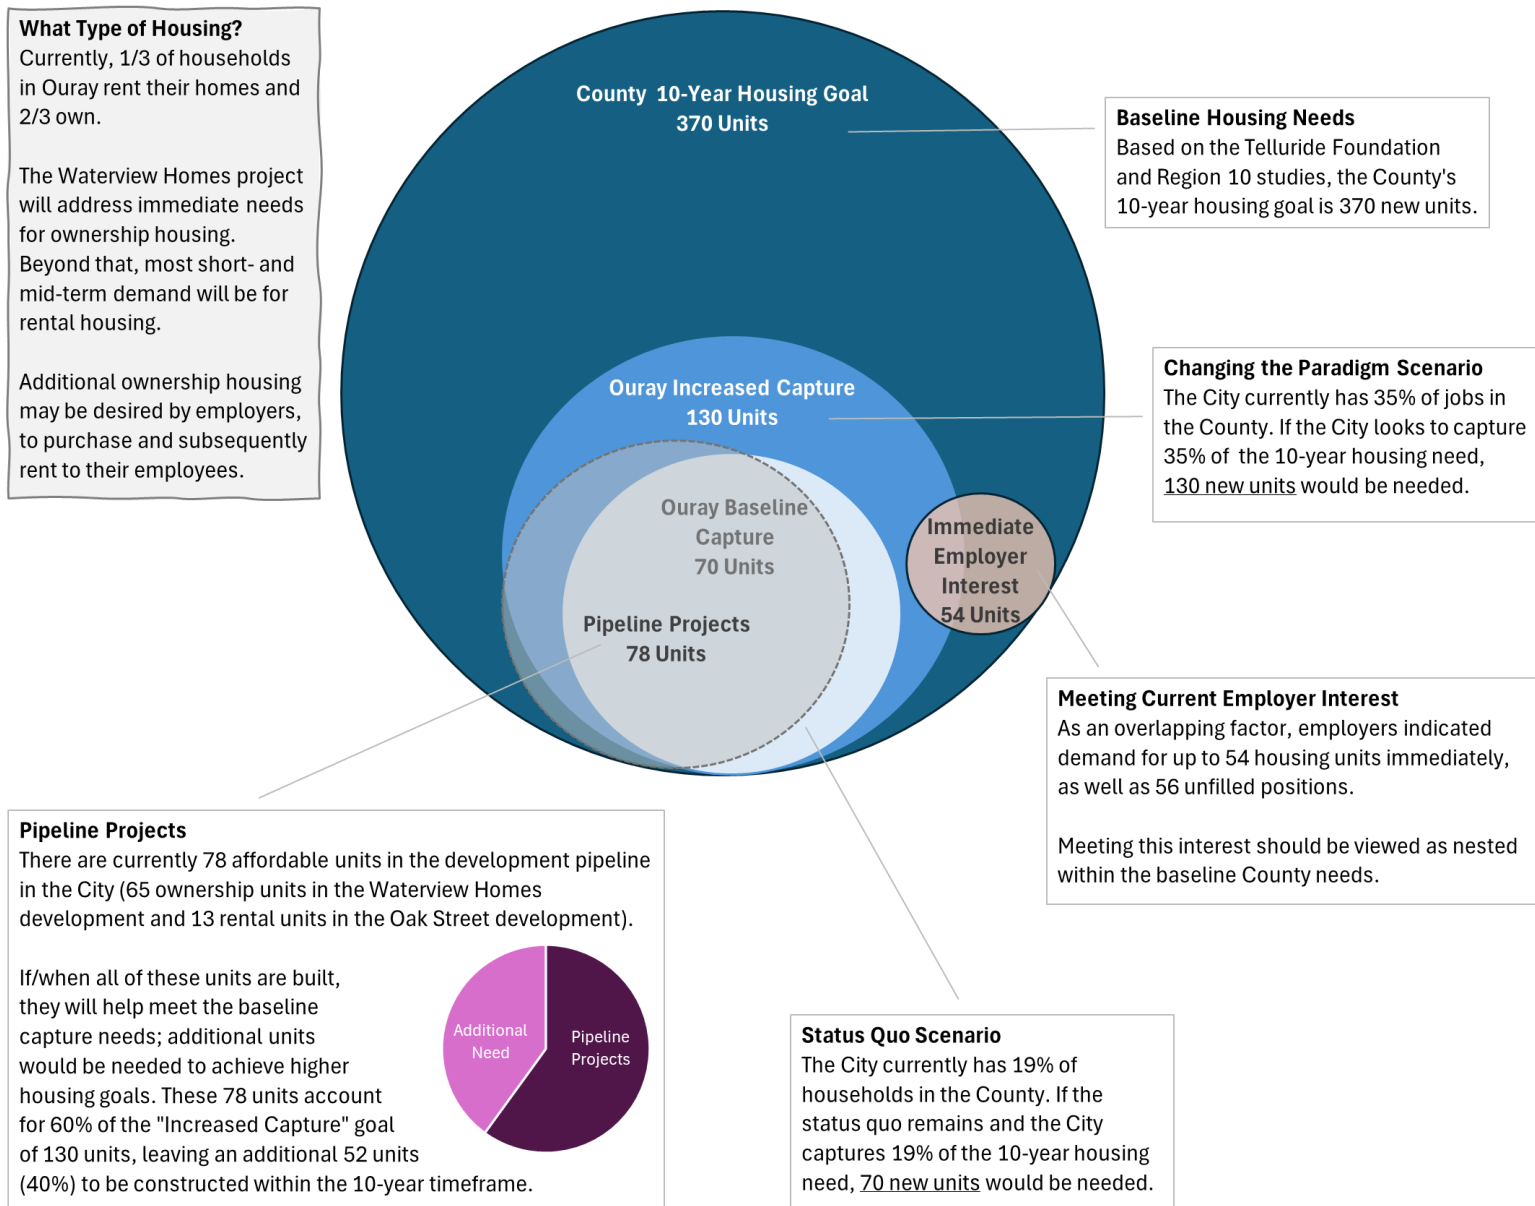 What Type of Housing?
Currently, 1/3 of households
in Ouray rent their homes and
2/3 own.
The Waterview Homes project
will address immediate needs
for ownership housing.
Beyond that, most short- and
mid-term demand will be for
rental housing.
Additional ownership housing
may be desired by employers,
to purchase and subsequently
rent to their employees.
County 10-Year Housing Goal
370 Units
Baseline Housing Needs
Based on the Telluride Foundation
and Region 10 studies, the County's
10-year housing goal is 370 new units.
Ouray Increased Capture
130 Units
Changing the Paradigm Scenario
The City currently has 35% of jobs in
the County. If the City looks to capture
35% of the 10-year housing need,
130 new units would be needed.
Ouray Baseline
Capture
70 Units
Pipeline Projects
78 Units
Immediate
Employer
Interest
54 Units
Meeting Current Employer Interest
As an overlapping factor, employers indicated
demand for up to 54 housing units immediately,
as well as 56 unfilled positions.
Meeting this interest should be viewed as nested
within the baseline County needs.
Pipeline Projects
There are currently 78 affordable units in the development pipeline
in the City (65 ownership units in the Waterview Homes
development and 13 rental units in the Oak Street development).
If/when all of these units are built,
they will help meet the baseline
capture needs; additional units
would be needed to achieve higher
housing goals. These 78 units account
for 60% of the "Increased Capture" goal
of 130 units, leaving an additional 52 units
(40%) to be constructed within the 10-year timeframe.
Additional
Need
Pipeline
Projects
Status Quo Scenario
The City currently has 19% of
households in the County. If the
status quo remains and the City
captures 19% of the 10-year housing
need, 70 new units would be needed.